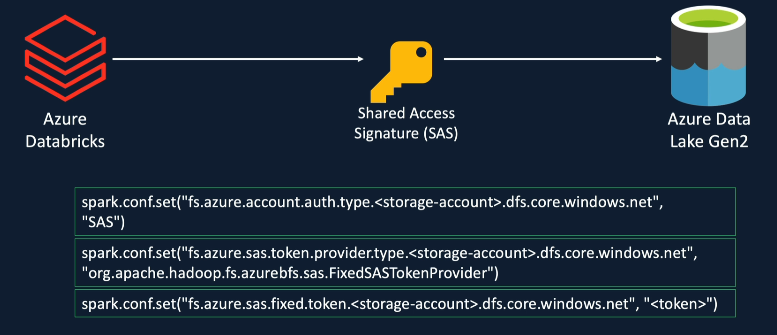 Azure
Databricks
Shared Access
Signature (SAS)
Azure Data
Lake Gen2
spark.conf.set("fs.azure.account.auth.type.<storage-account>.dfs.core.windows.net",
"SAS")
spark.conf.set("fs.azure.sas.token.provider.type.<storage-account>.dfs.core.windows.net",
"org.apache.hadoop.fs.azurebfs.sas.FixedSASTokenProvider")
spark.conf.set("fs.azure.sas.fixed.token.<storage-account>.dfs.core.windows.net", "<token>")